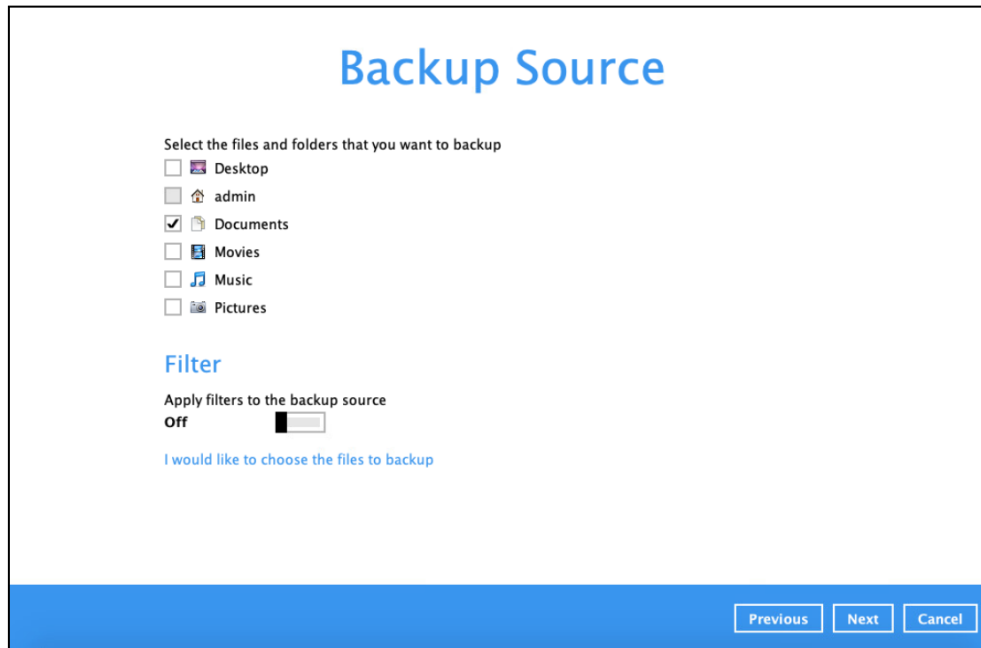 Backup Source
Select the files and folders that you want to backup
Desktop
admin
Documents
Movies
Music
Pictures
Filter
Apply filters to the backup source
Off
I would like to choose the files to backup
Previous Next Cancel